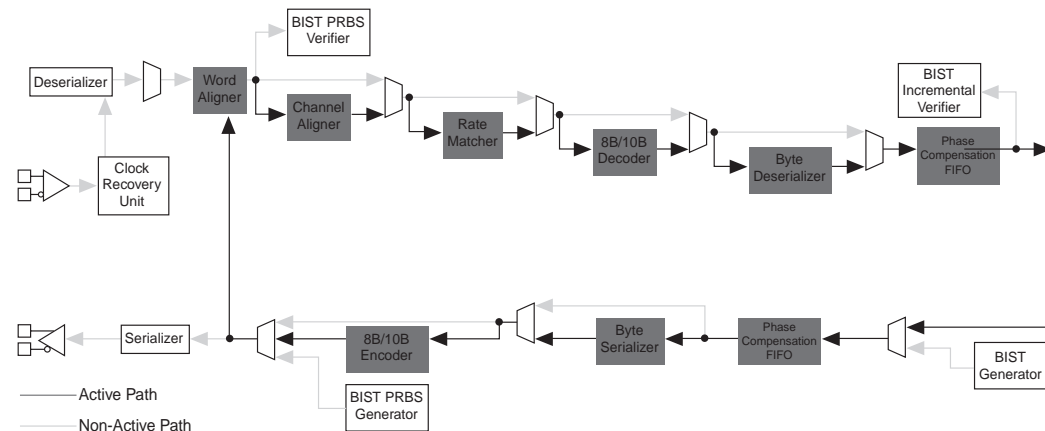 BIST PRBS
Verifier
Deserializer
Word
Aligner
Channel
Aligner
Rate
Matcher
8B/10B
Decoder
Byte
Deserializer
BIST
Incremental
Verifier
Phase
Compensation
FIFO
Clock
Recovery
Unit
Serializer
8B/10B
Encoder
BIST PRBS
Generator
Byte
Serializer
Phase
Compensation
FIFO
BIST
Generator
Active Path
Non-Active Path